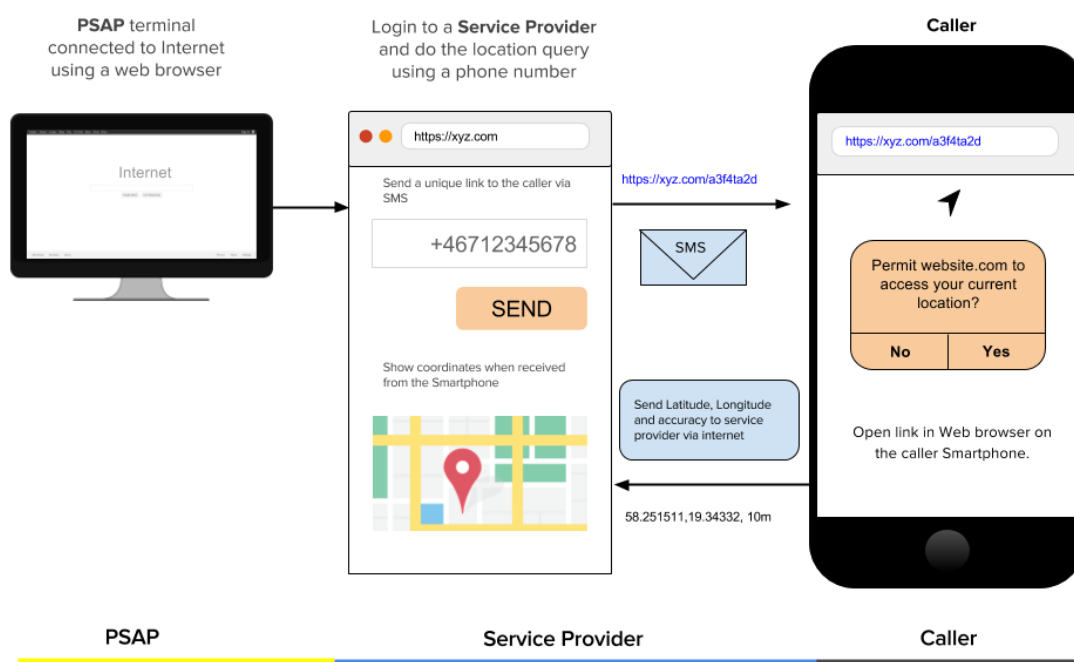 PSAP terminal
connected to Internet
using a web browser
Login to a Service Provider
and do the location query
using a phone number
Caller
Internet
https://xyz.com
Send a unique link to the caller via
SMS
+46712345678
SEND
Show coordinates when received
from the Smartphone
https://xyz.com/a3f4ta2d
SMS
Send Latitude, Longitude
and accuracy to service
provider via internet
58.251511,19.34332, 10m
https://xyz.com/a3f4ta2d
Permit website.com to
access your current
location?
No Yes
Open link in Web browser on
the caller Smartphone.
PSAP Service Provider Caller